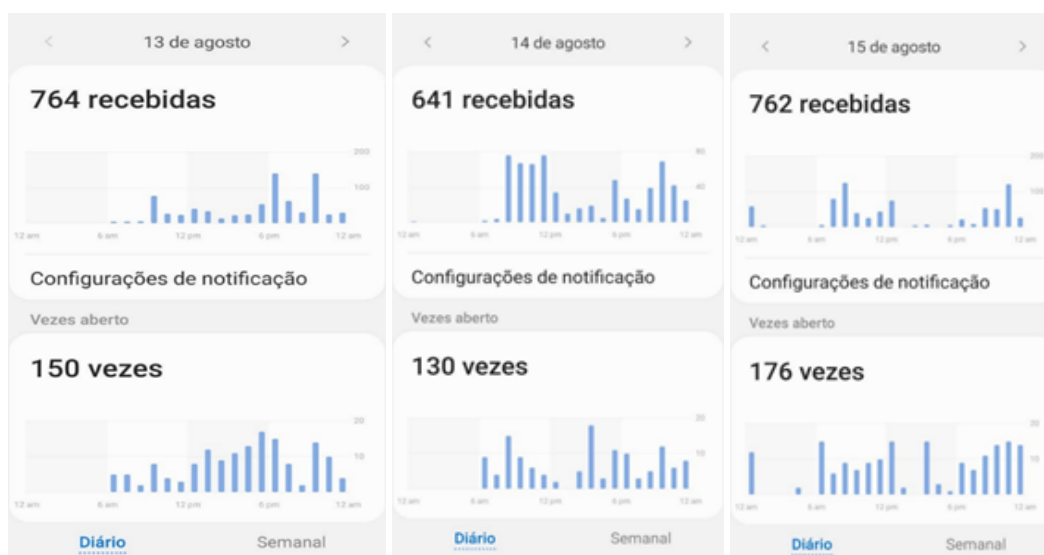 13 de agosto
764 recebidas
200
100
12 am 6 am 12 pm 6 pm 12 am
Configurações de notificação
Vezes aberto
150 vezes
20
10
12 am 6 am 12 pm 6 pm 12 am
Diário Semanal
14 de agosto
641 recebidas
80
40
12 am 6 am 12 pm 6 pm 12 am
Configurações de notificação
Vezes aberto
130 vezes
20
10
12 am 6 am 12 pm 6 pm 12 am
Diário Semanal
15 de agosto
762 recebidas
200
100
12 am 6 am 12 pm 6 pm 12 am
Configurações de notificação
Vezes aberto
176 vezes
20
10
12 am 6 am 12 pm 6 pm 12 am
Diário Semanal